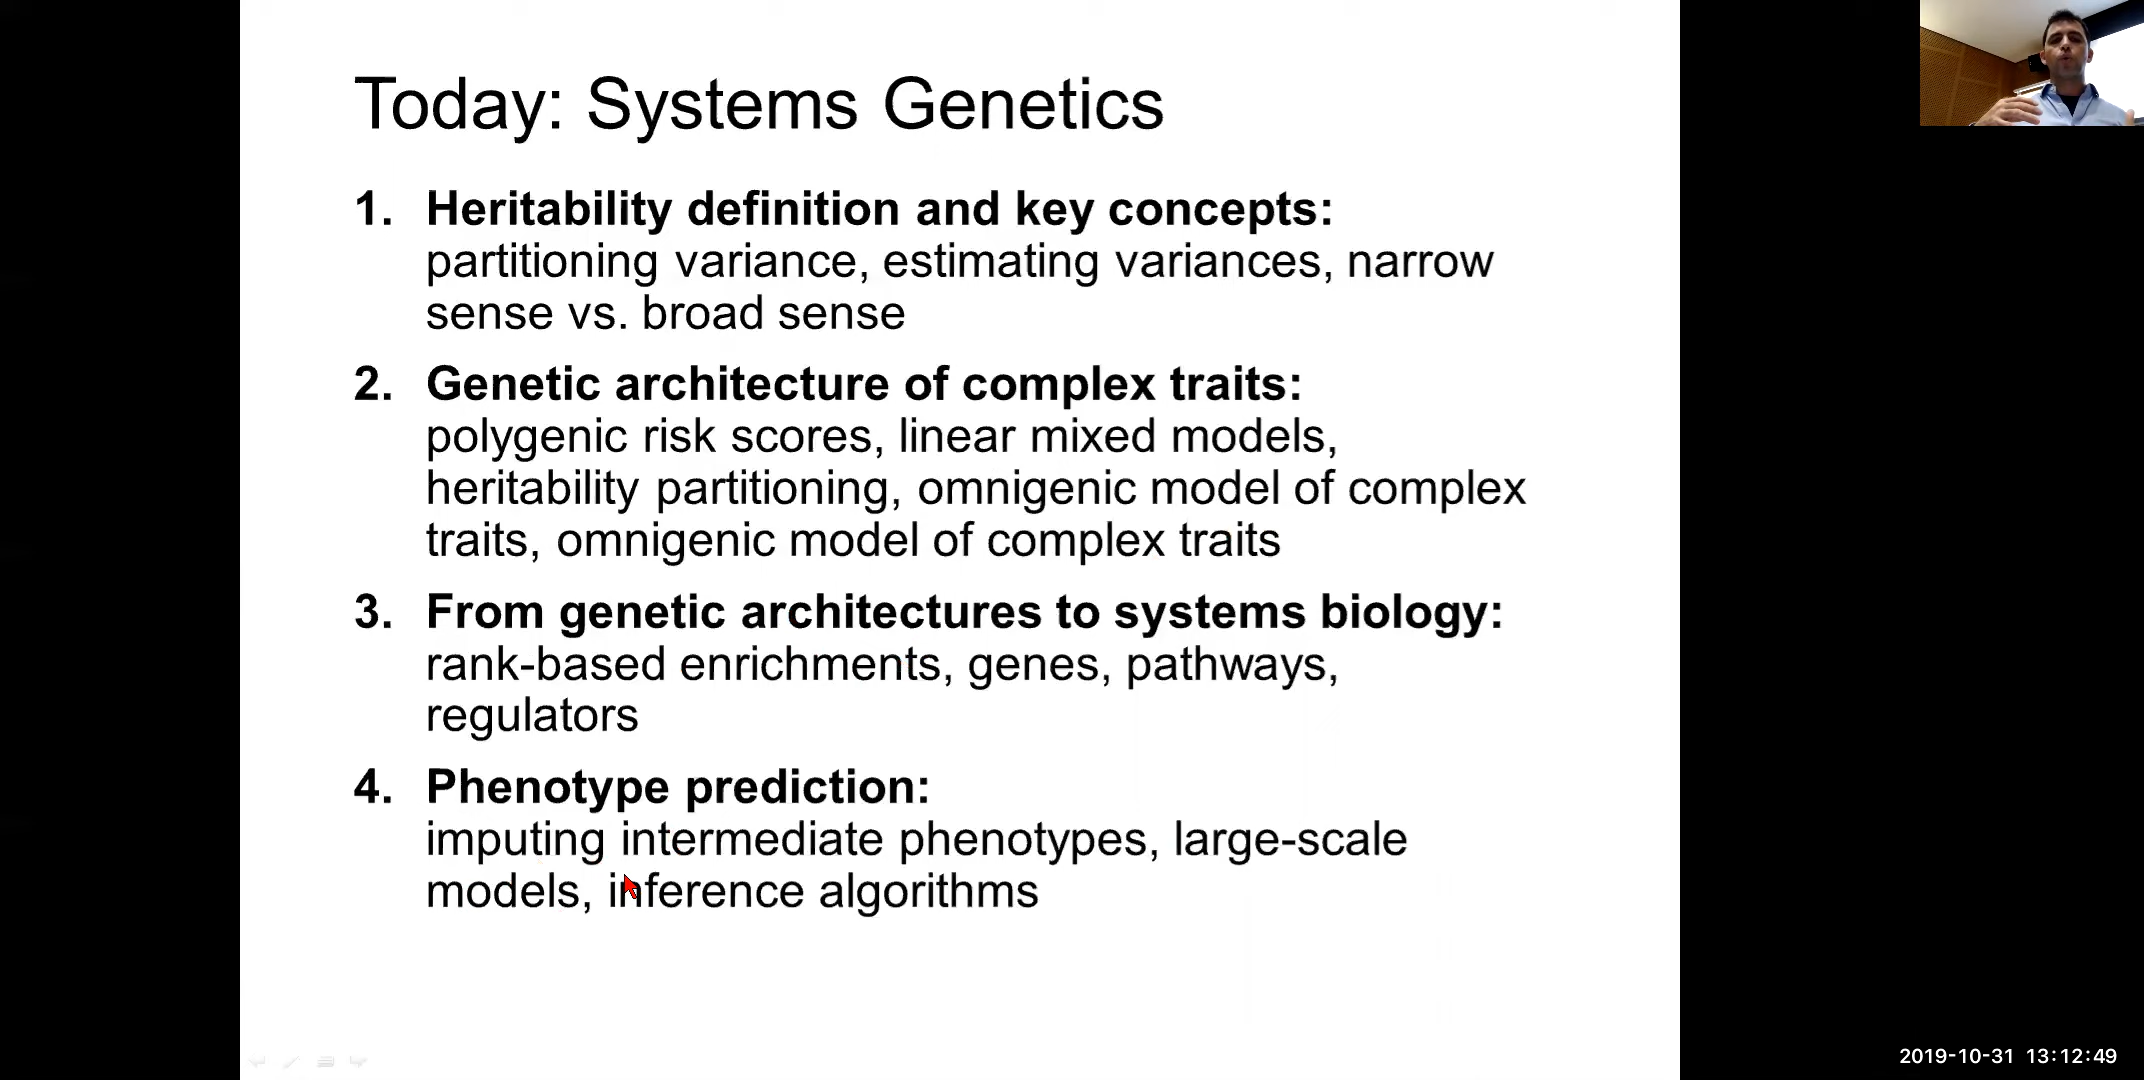 Today: Systems Genetics
1. Heritability definition and key concepts:
partitioning variance, estimating variances, narrow
sense vs. broad sense
2. Genetic architecture of complex traits:
polygenic risk scores, linear mixed models,
heritability partitioning, omnigenic model of complex
traits, omnigenic model of complex traits
3. From genetic architectures to systems biology:
rank-based enrichments, genes, pathways,
regulators
4. Phenotype prediction:
imputing intermediate phenotypes, large-scale
models, inference algorithms
2019-10-31 13:12:49